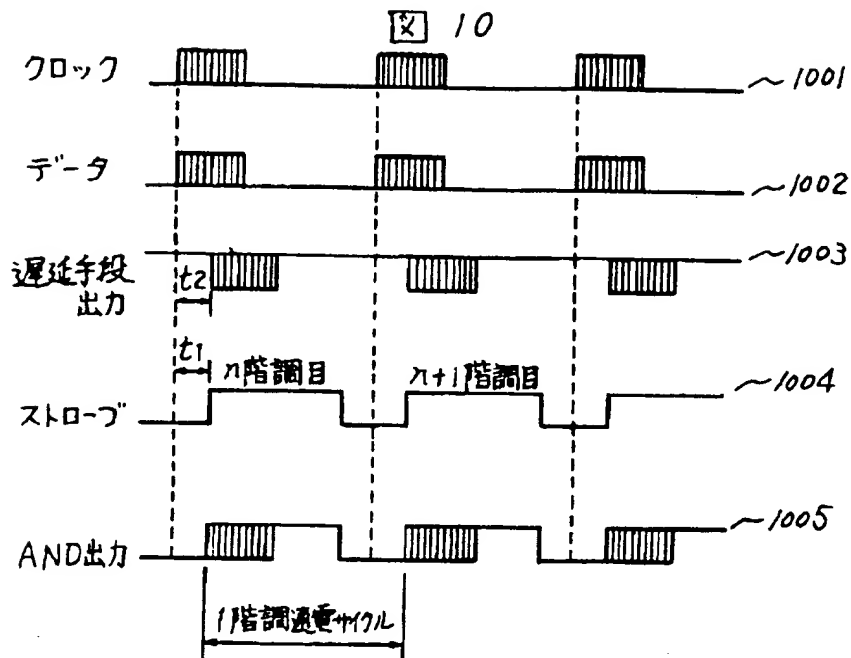 図 10
クロック
1001
データ
1002
遅延手段
出力
t2
1003
t1
n階調目
n+1階調目
ストローブ
1004
AND出力
1005
1階調通電サイクル